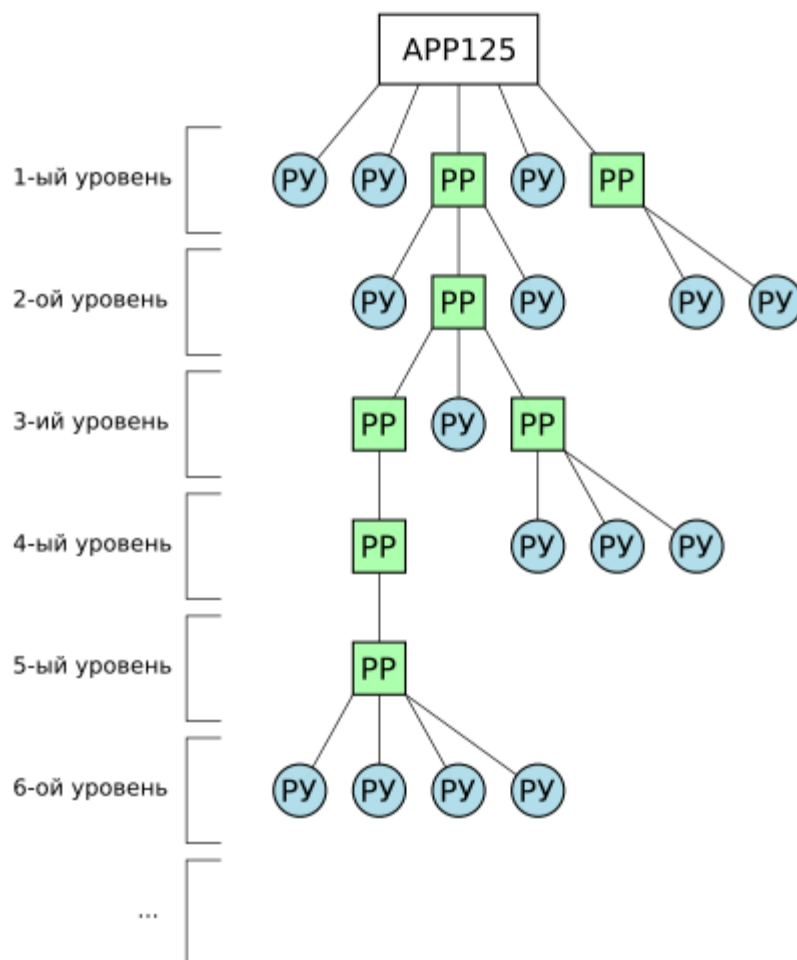 АРР125
1-ый уровень
РУ РУ РР РУ РР
2-ой уровень
РУ РР РУ РУ РУ
3-ий уровень
РР РУ РР
4-ый уровень
РР РУ РУ РУ
5-ый уровень
РР
6-ой уровень
РУ РУ РУ РУ
...